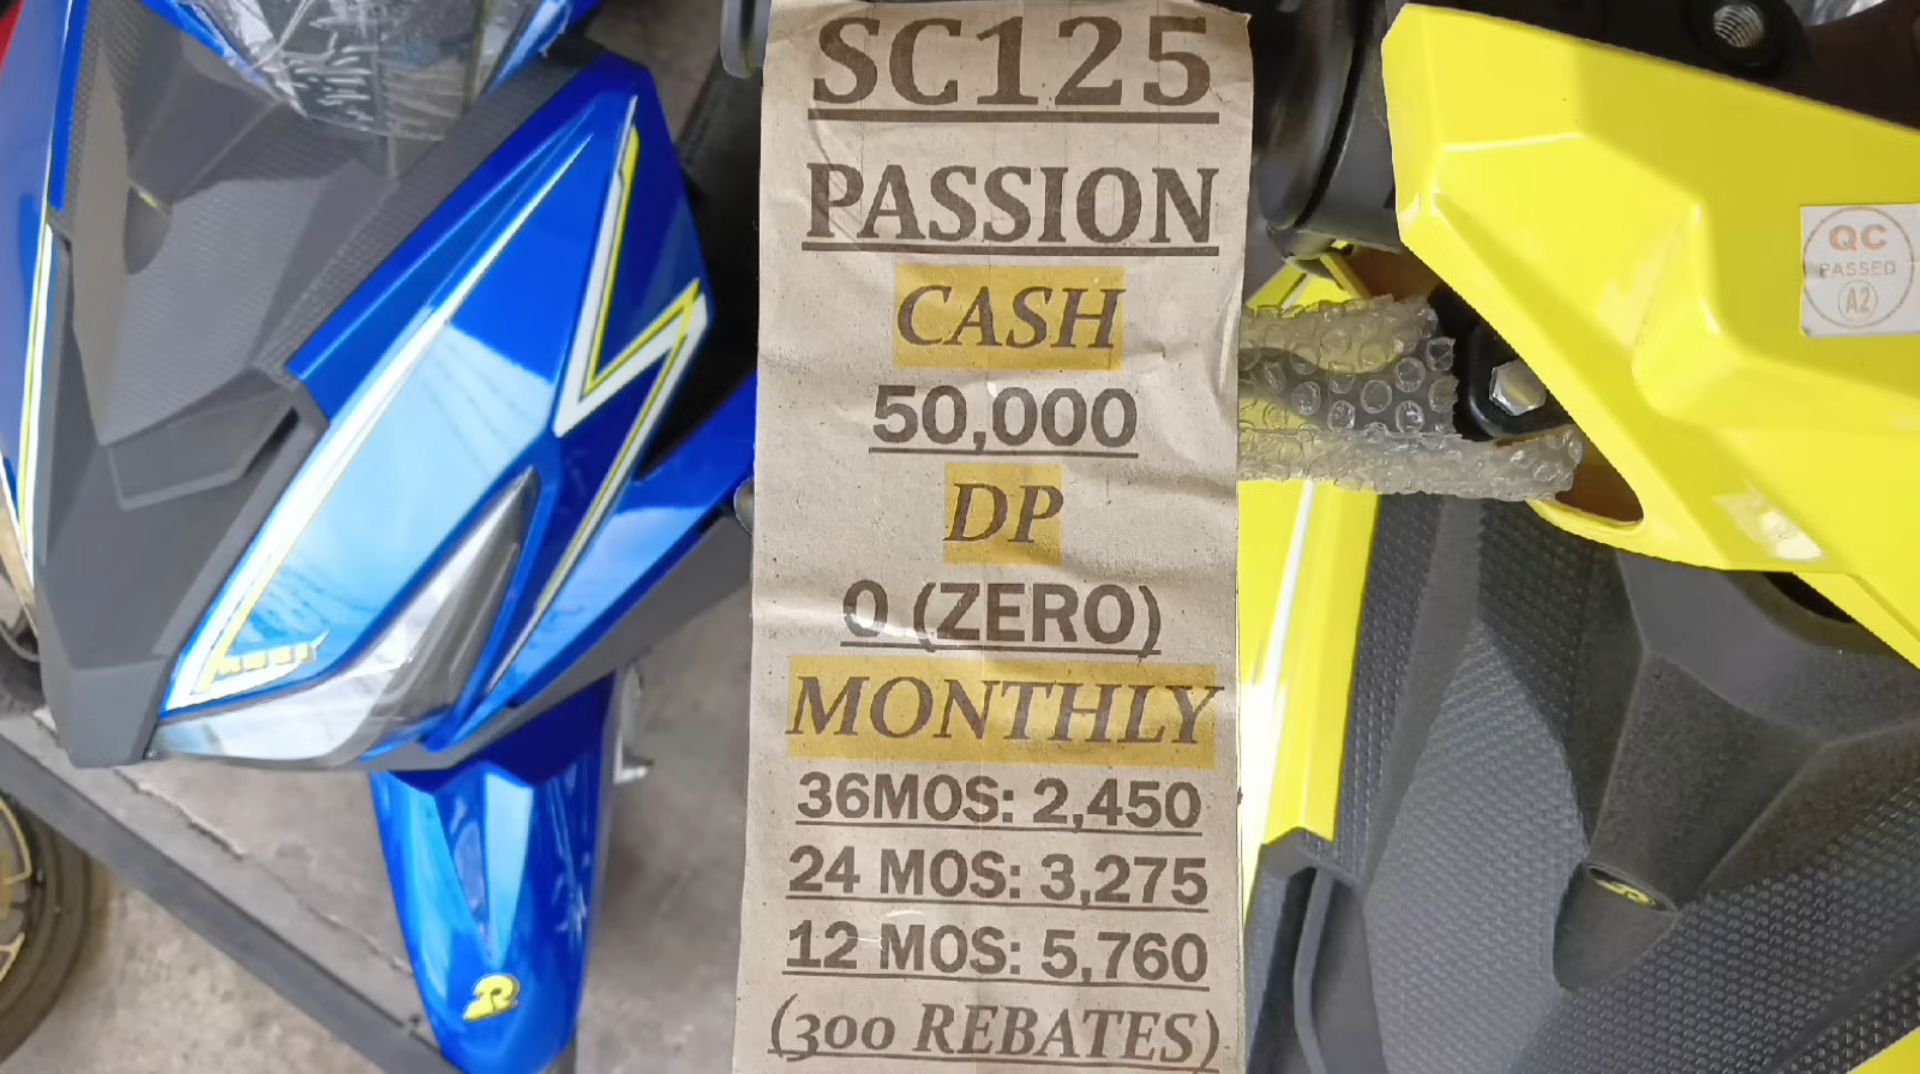 SC125
PASSION
CASH
50,000
DP
0 (ZERO)
MONTHLY
36MOS: 2,450
24 MOS: 3,275
12 MOS: 5,760
(300 REBATES)
QC
PASSED
A2
RUSI